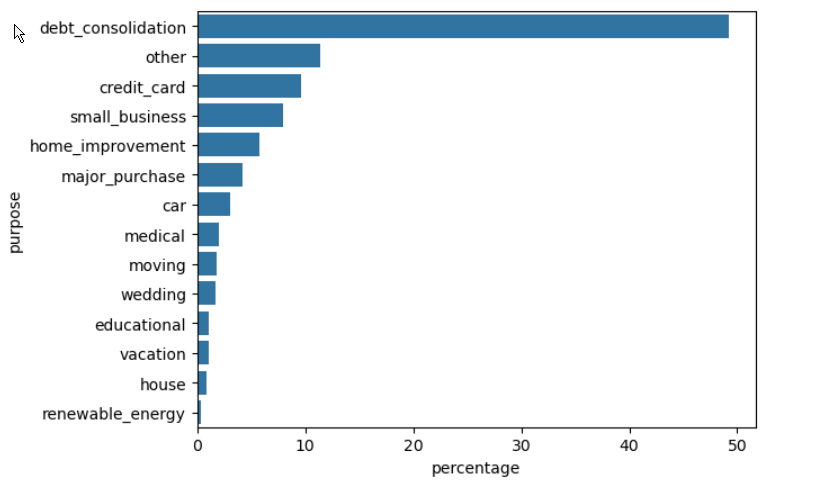 debt_consolidation
other
credit_card
small_business
home_improvement
major_purchase
car
medical
moving
wedding
educational
vacation
house
renewable_energy
purpose
0 10 20 30 40 50
percentage